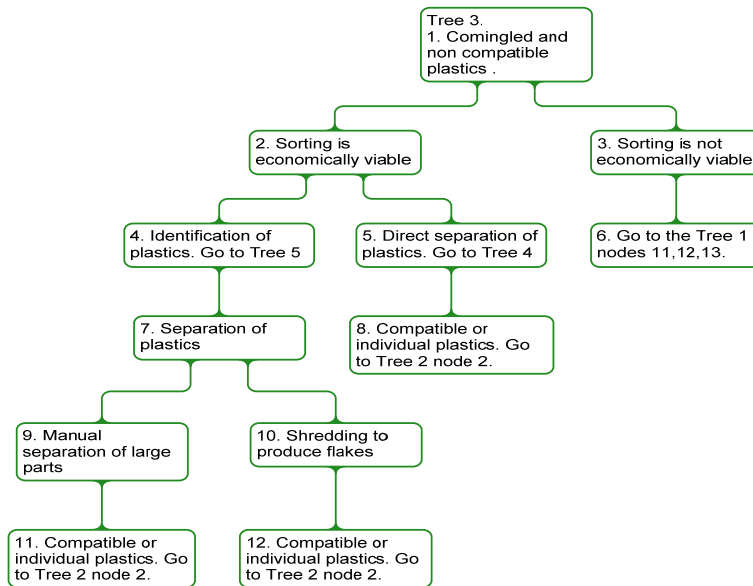 Tree 3.
1. Comingled and
non compatible
plastics .
2. Sorting is
economically viable
3. Sorting is not
economically viable
4. Identification of
plastics. Go to Tree 5
5. Direct separation of
plastics. Go to Tree 4
6. Go to the Tree 1
nodes 11,12,13.
7. Separation of
plastics
8. Compatible or
individual plastics. Go
to Tree 2 node 2.
9. Manual
separation of large
parts
10. Shredding to
produce flakes
11. Compatible or
individual plastics. Go
to Tree 2 node 2.
12. Compatible or
individual plastics. Go
to Tree 2 node 2.